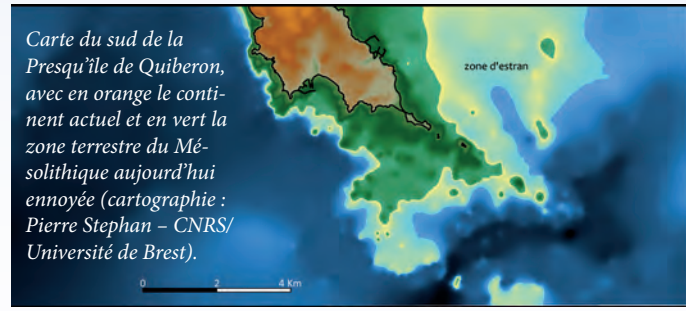 Carte du sud de la
Presqu’île de Quiberon,
avec en orange le conti-
nent actuel et en vert la
zone terrestre du Mé-
solithique aujourd’hui
ennoyée (cartographie :
Pierre Stephan – CNRS/
Université de Brest).
zone d'estran
0 2 4 Km